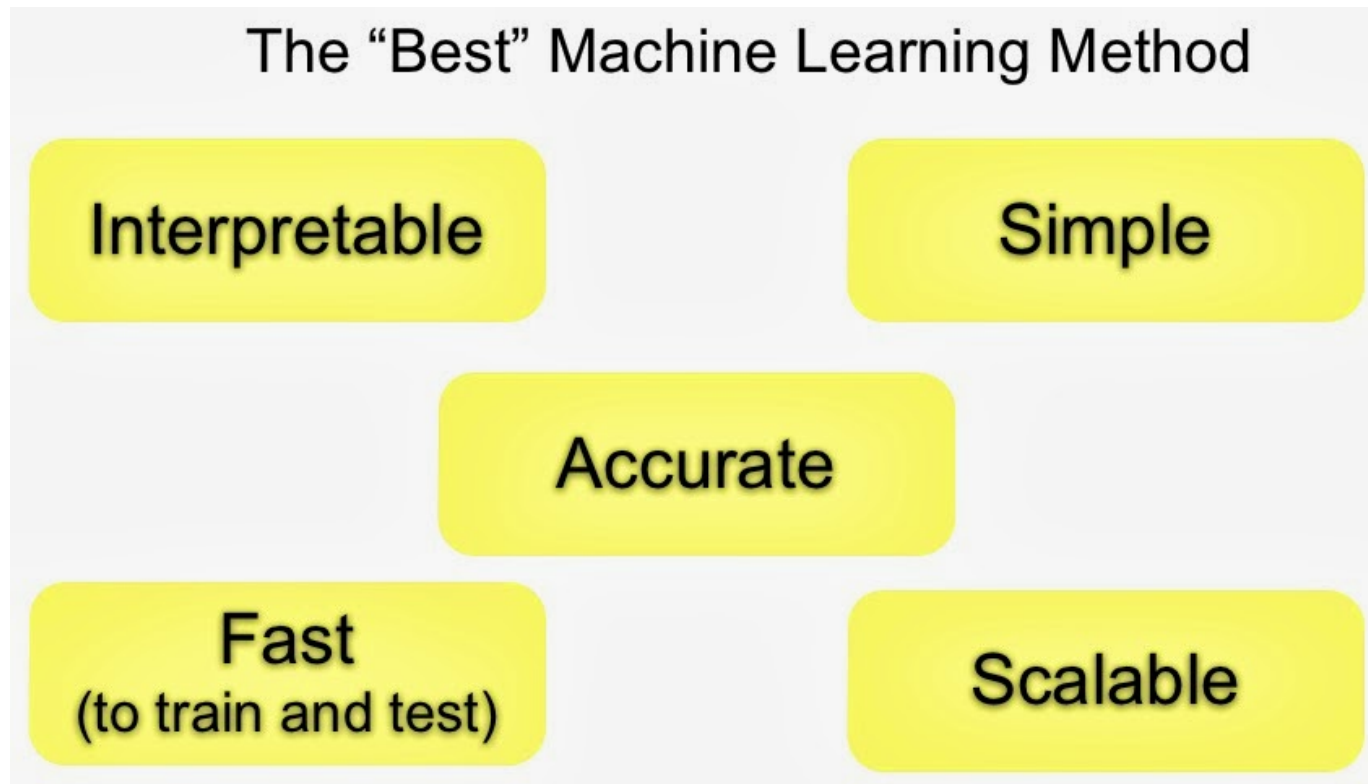 The “Best” Machine Learning Method
Interpretable
Simple
Accurate
Fast
(to train and test)
Scalable